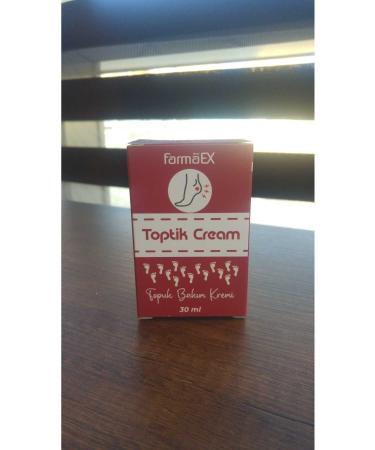 FarmaEX
Toptik Cream
Topuk Bakım Kremi
30 ml